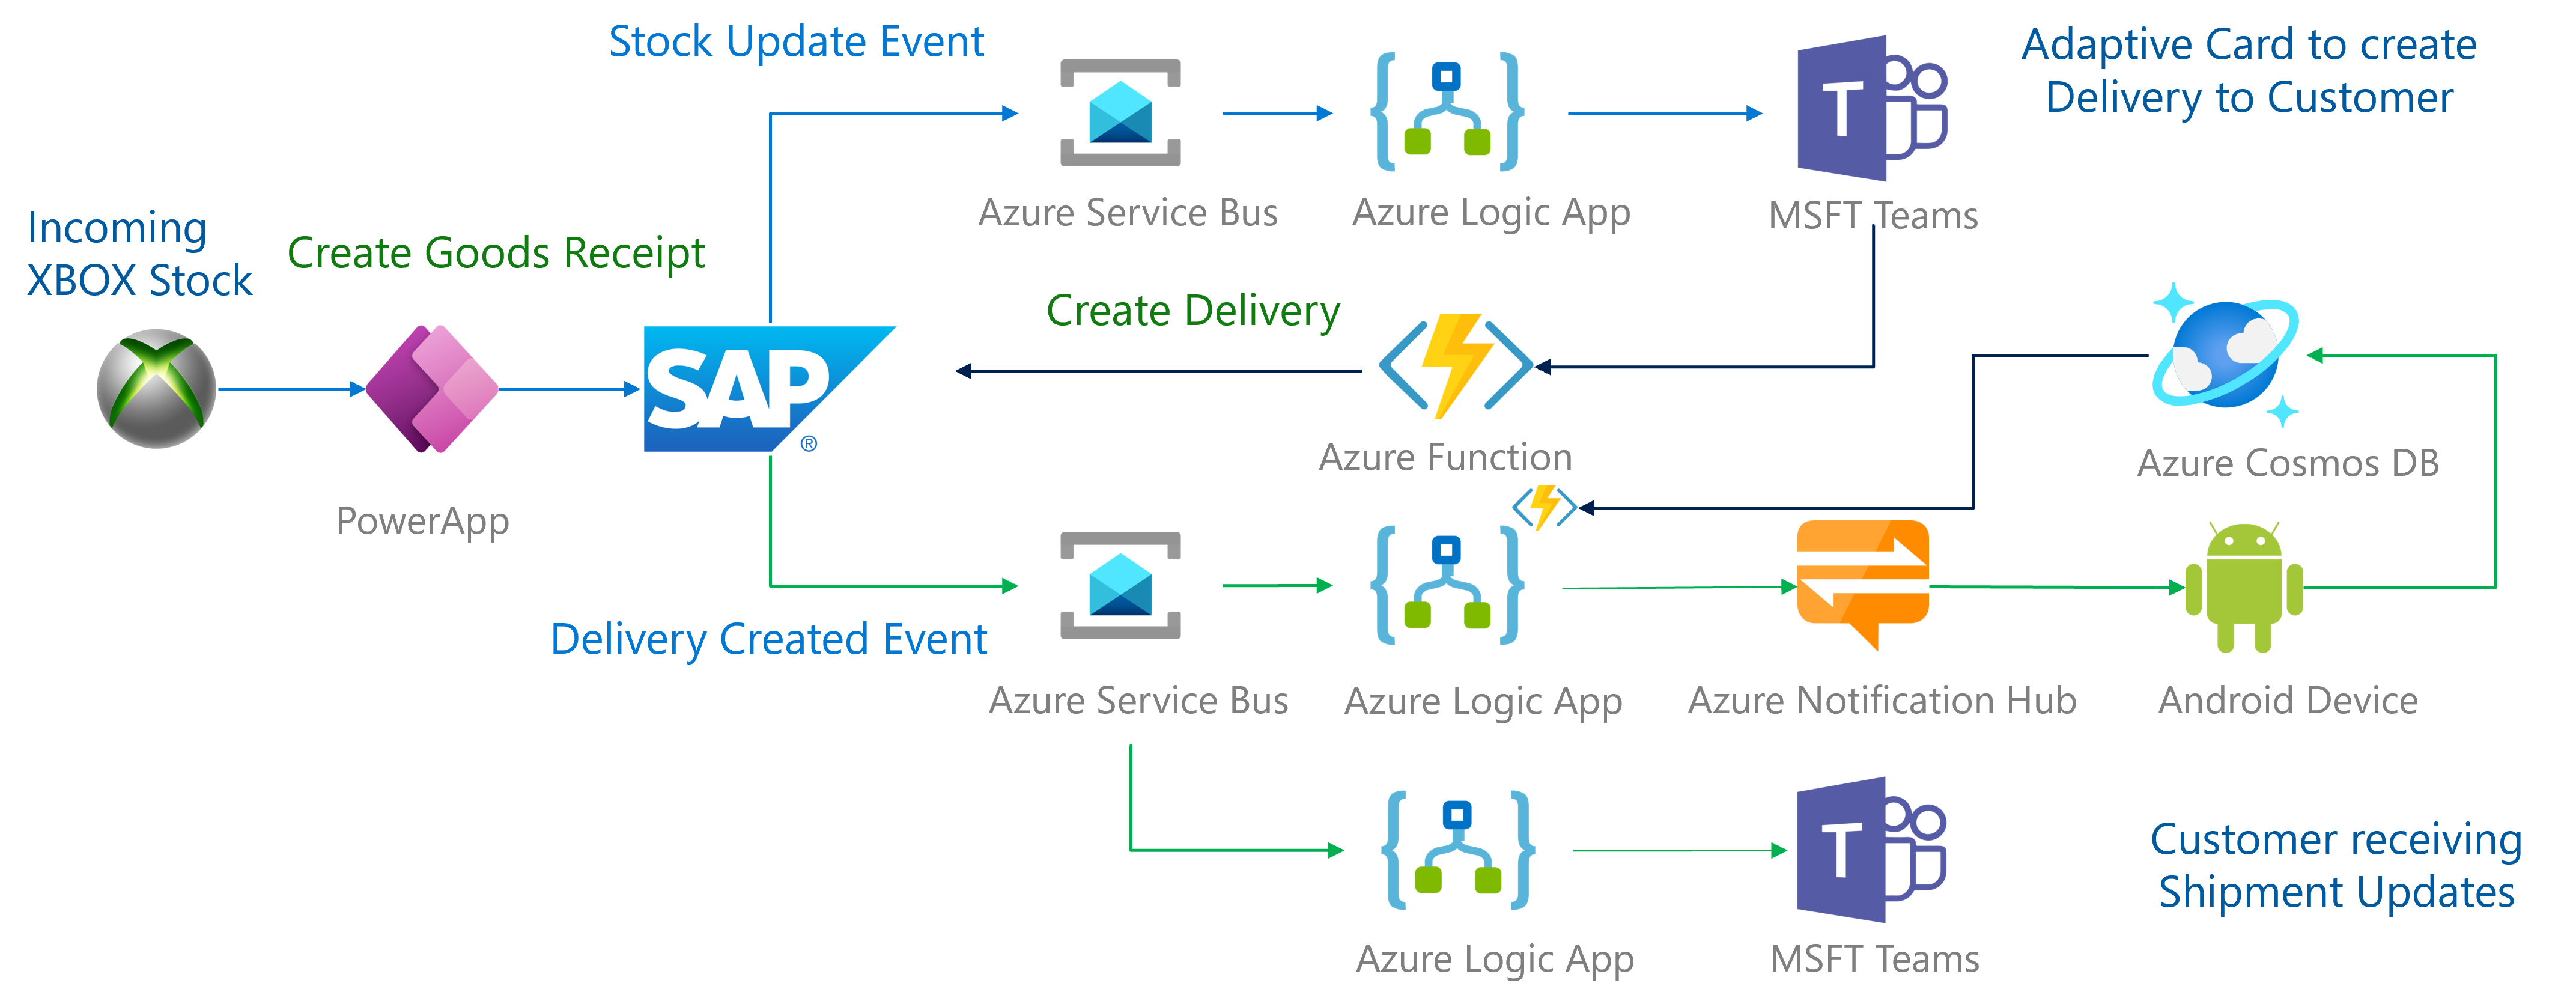 Stock Update Event
Adaptive Card to create
Delivery to Customer
T
Azure Service Bus
Azure Logic App
MSFT Teams
Incoming
XBOX Stock
Create Goods Receipt
Create Delivery
SAP
®
PowerApp
Azure Function
Azure Cosmos DB
Delivery Created Event
Azure Service Bus
Azure Logic App
Azure Notification Hub
Android Device
T
Customer receiving
Shipment Updates
Azure Logic App
MSFT Teams